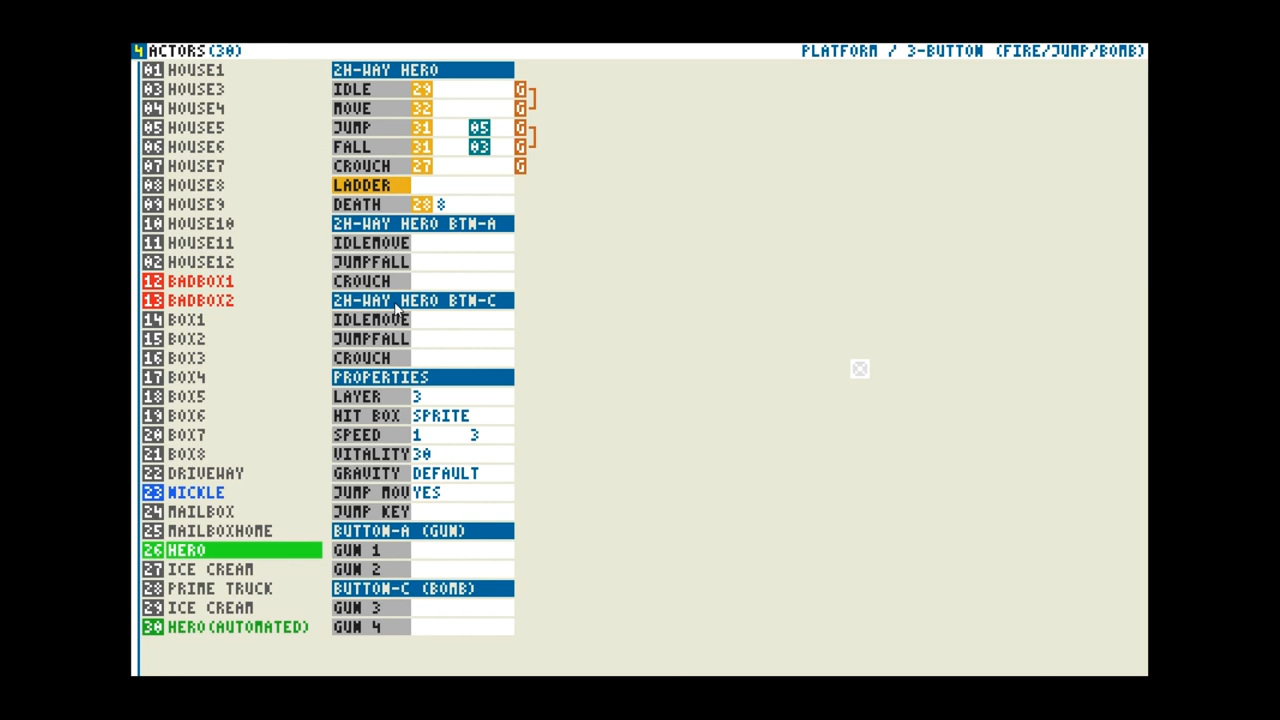 4 ACTORS(30) PLATFORM / 3-BUTTON (FIRE/JUMP/BOMB)
01 HOUSE1 2H-WAY HERO
03 HOUSE3 IDLE 29 G
04 HOUSE4 MOVE 32 G
05 HOUSE5 JUMP 31 05 G
06 HOUSE6 FALL 31 03 G
07 HOUSE7 CROUCH 27 G
08 HOUSE8 LADDER
09 HOUSE9 DEATH 28 8
10 HOUSE10 2H-WAY HERO BTN-A
11 HOUSE11 IDLEMOVE
02 HOUSE12 JUMPFALL
12 BADBOX1 CROUCH
13 BADBOX2 2H-WAY HERO BTN-C
14 BOX1 IDLEMOVE
15 BOX2 JUMPFALL
16 BOX3 CROUCH
17 BOX4 PROPERTIES
18 BOX5 LAYER 3
19 BOX6 HIT BOX SPRITE
20 BOX7 SPEED 1 3
21 BOX8 VITALITY 30
22 DRIVEWAY GRAVITY DEFAULT
23 NICKLE JUMP MOV YES
24 MAILBOX JUMP KEY
25 MAILBOXHOME BUTTON-A (GUN)
26 HERO GUN 1
27 ICE CREAM GUN 2
28 PRIME TRUCK BUTTON-C (BOMB)
29 ICE CREAM GUN 3
30 HERO(AUTOMATED) GUN 4